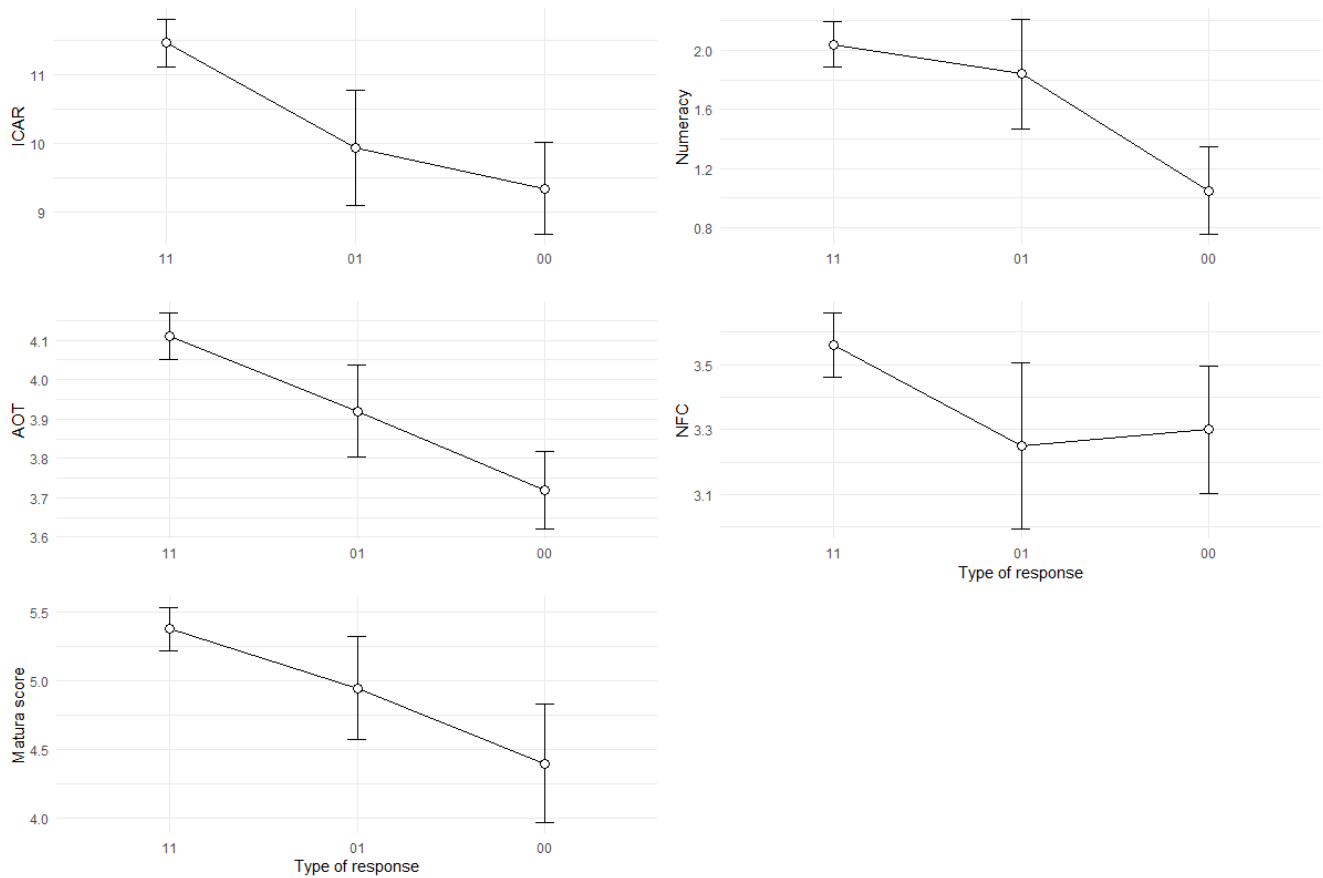 ICAR
11
10
9
11 01 00
Numeracy
2.0
1.6
1.2
0.8
11 01 00
AOT
4.1
4.0
3.9
3.8
3.7
3.6
11 01 00
NFC
3.5
3.3
3.1
11 01 00
Type of response
Matura score
5.5
5.0
4.5
4.0
11 01 00
Type of response